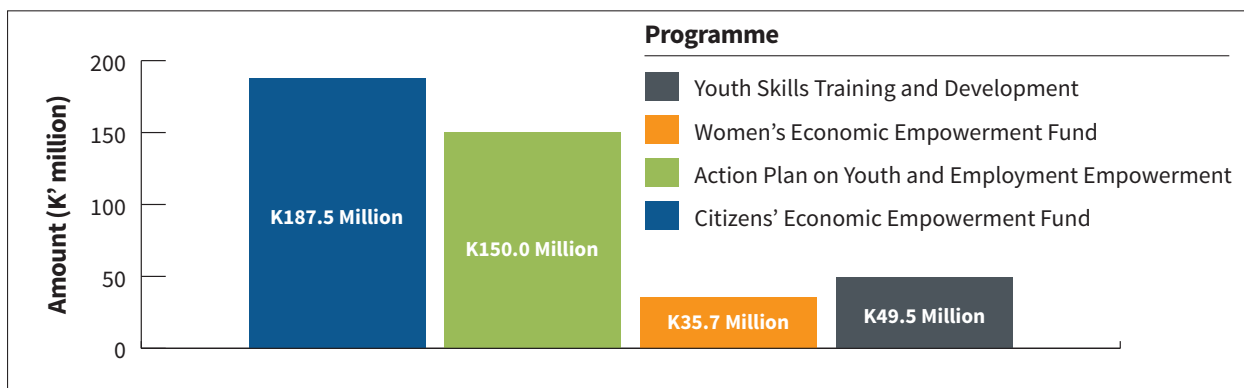 Programme
Youth Skills Training and Development
Women’s Economic Empowerment Fund
Action Plan on Youth and Employment Empowerment
Citizens’ Economic Empowerment Fund
Amount (K’ million)
200
150
100
50
0
K187.5 Million
K150.0 Million
K35.7 Million
K49.5 Million